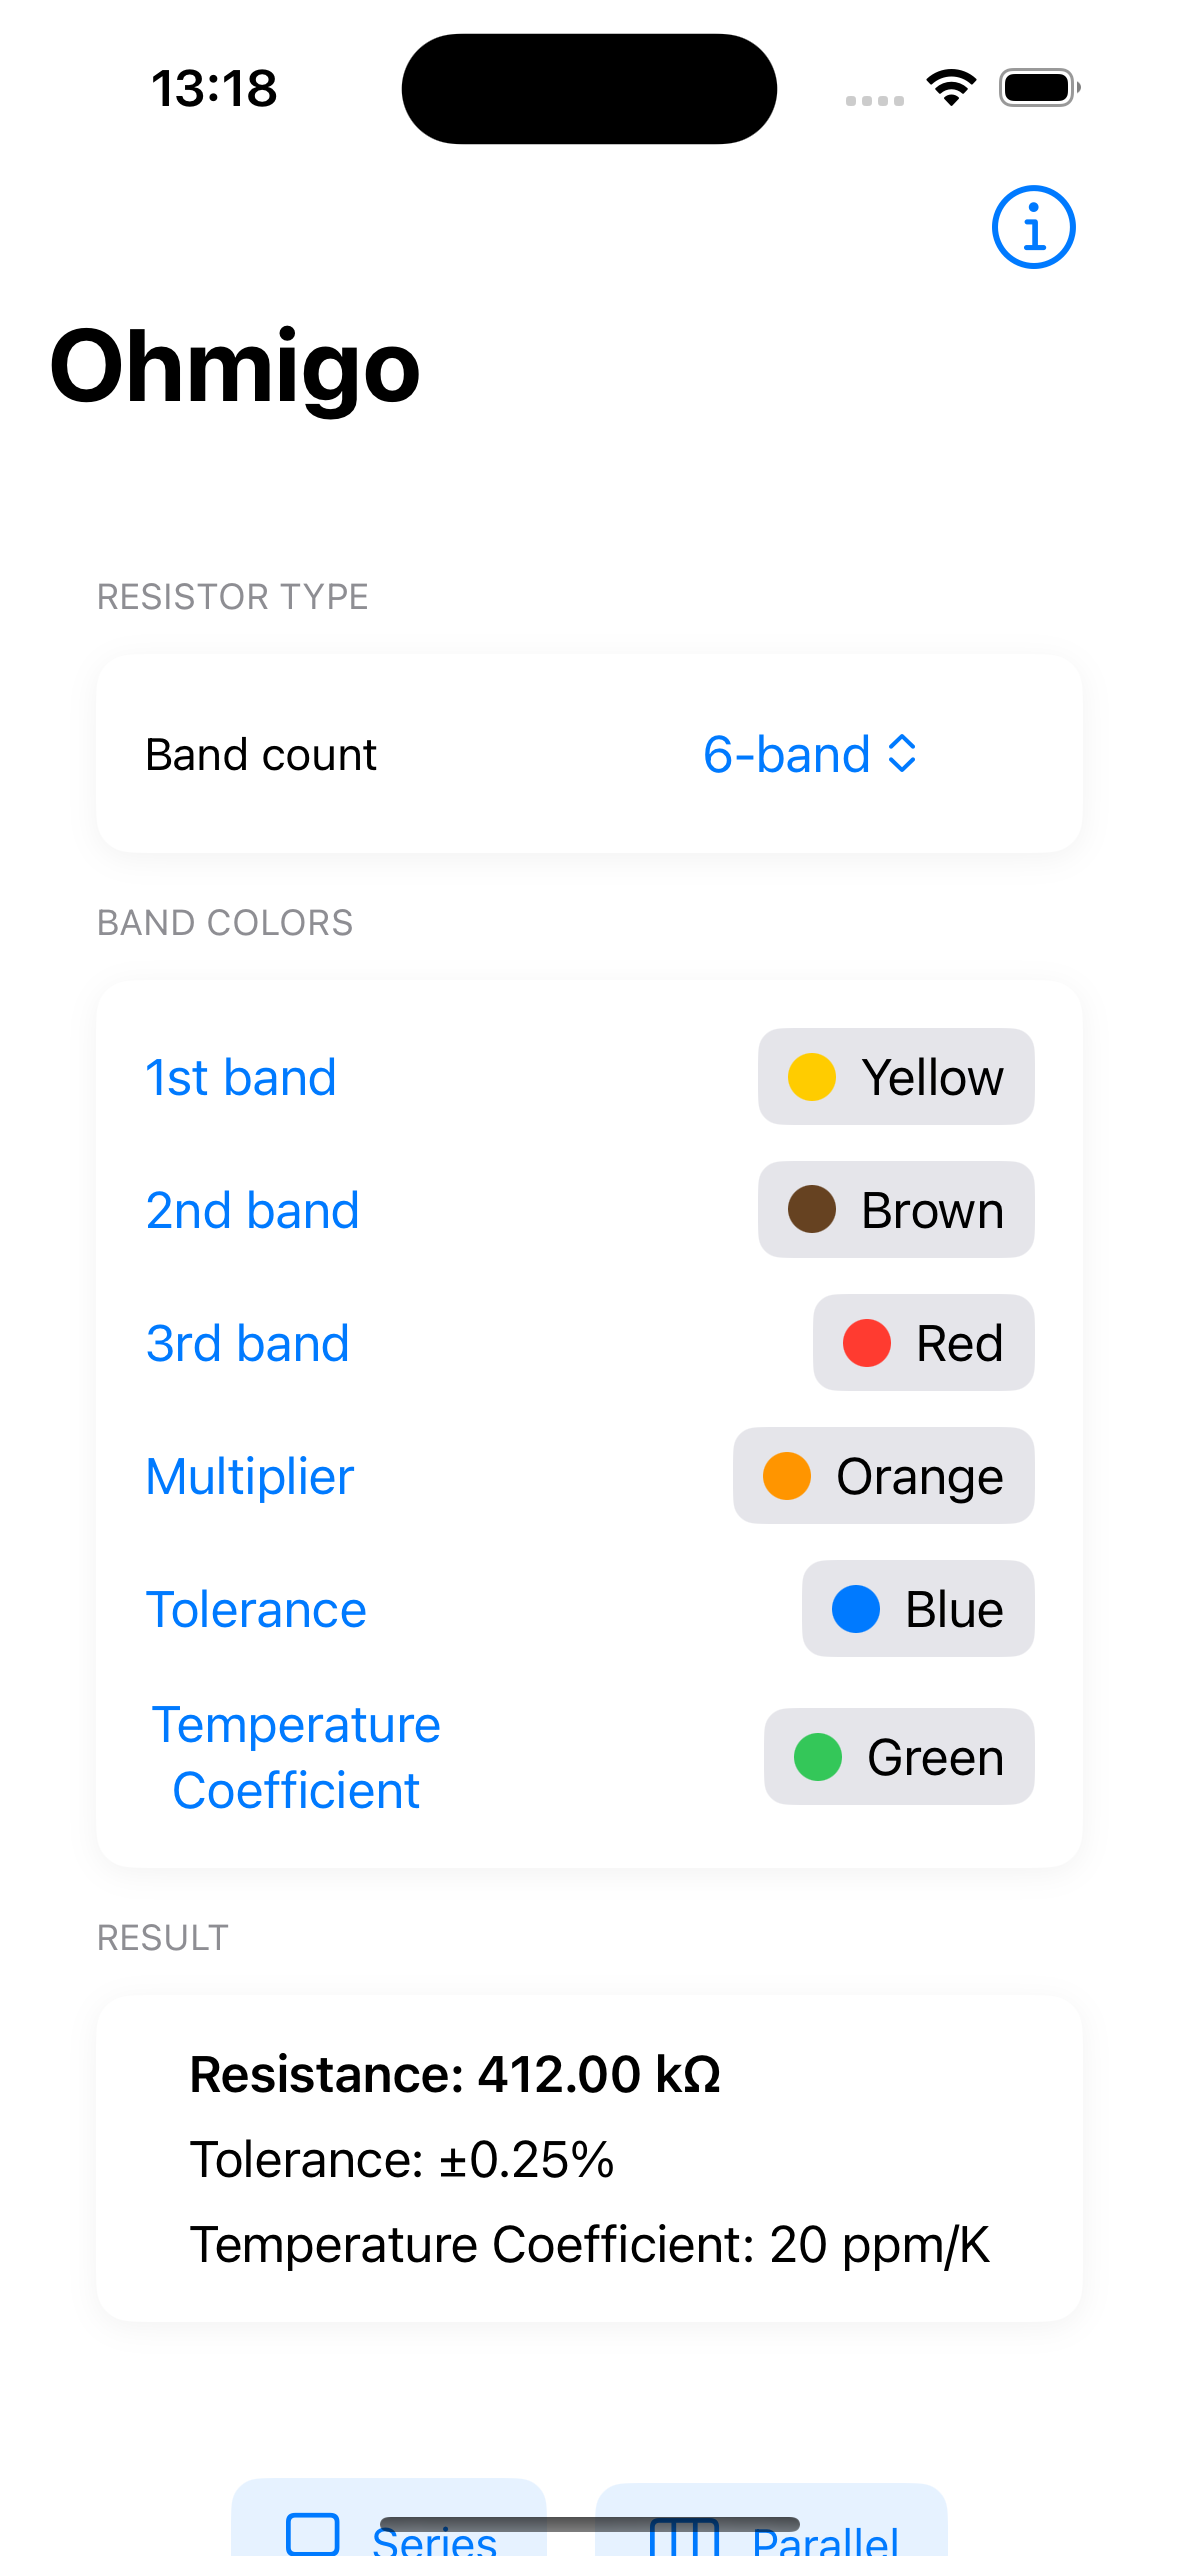 13:18
Ohmigo
RESISTOR TYPE
Band count 6-band
BAND COLORS
1st band Yellow
2nd band Brown
3rd band Red
Multiplier Orange
Tolerance Blue
Temperature
Coefficient Green
RESULT
Resistance: 412.00 kΩ
Tolerance: ±0.25%
Temperature Coefficient: 20 ppm/K
Series Parallel